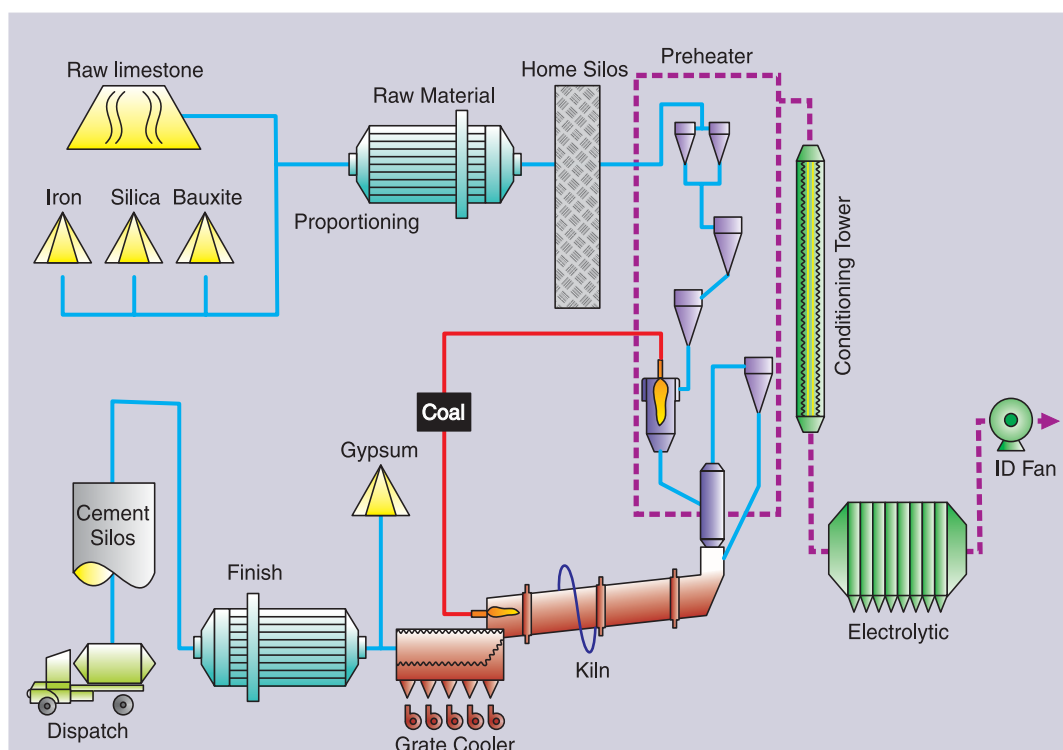 Raw limestone
Raw Material
Home Silos
Preheater
Iron
Silica
Bauxite
Proportioning
Conditioning Tower
Coal
Gypsum
ID Fan
Cement
Silos
Finish
Electrolytic
Kiln
Dispatch
Grate Cooler